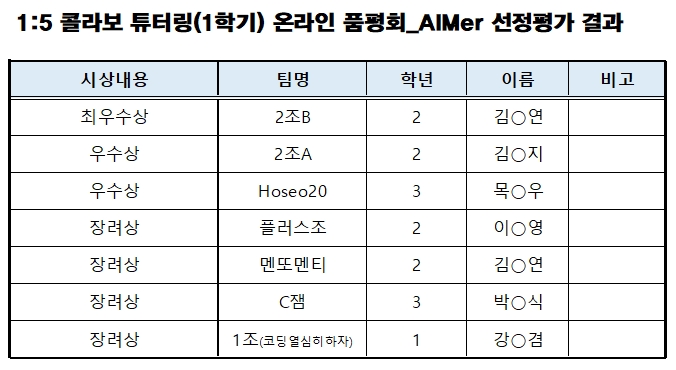 1:5 콜라보 튜터링(1학기) 온라인 품평회_AIMer 선정평가 결과
시상내용 팀명 학년 이름 비고
최우수상 2조B 2 김○연
우수상 2조A 2 김○지
우수상 Hoseo20 3 목○우
장려상 플러스조 2 이○영
장려상 멘또멘티 2 김○연
장려상 C잼 3 박○식
장려상 1조(코딩열심히하자) 1 강○겸